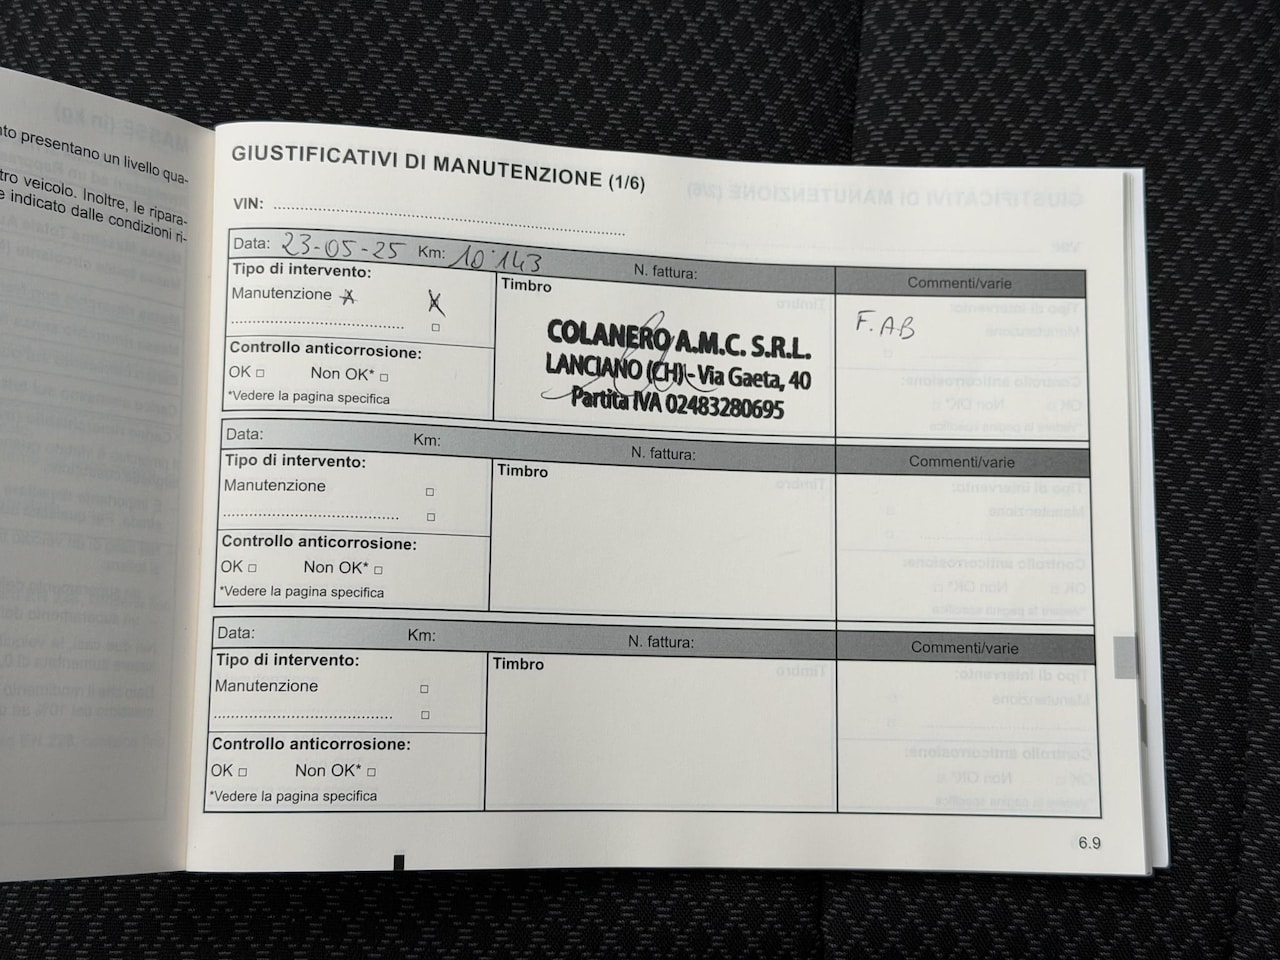 nto presentano un livello qua-
tro veicolo. Inoltre, le ripara-
e indicato dalle condizioni ri-
GIUSTIFICATIVI DI MANUTENZIONE (1/6)
VIN:
Data: 23-05-25 Km: 10.143 N. fattura: Commenti/varie
Tipo di intervento:
Timbro
Manutenzione X X
F.AB
COLANERO A.M.C. S.R.L.
LANCIANO (CH) - Via Gaeta, 40
Partita IVA 02483280695
Controllo anticorrosione:
OK □ Non OK* □
*Vedere la pagina specifica
Data: Km: N. fattura: Commenti/varie
Tipo di intervento:
Timbro
Manutenzione □
□
Controllo anticorrosione:
OK □ Non OK* □
*Vedere la pagina specifica
Data: Km: N. fattura: Commenti/varie
Tipo di intervento:
Timbro
Manutenzione □
□
Controllo anticorrosione:
OK □ Non OK* □
*Vedere la pagina specifica
6.9